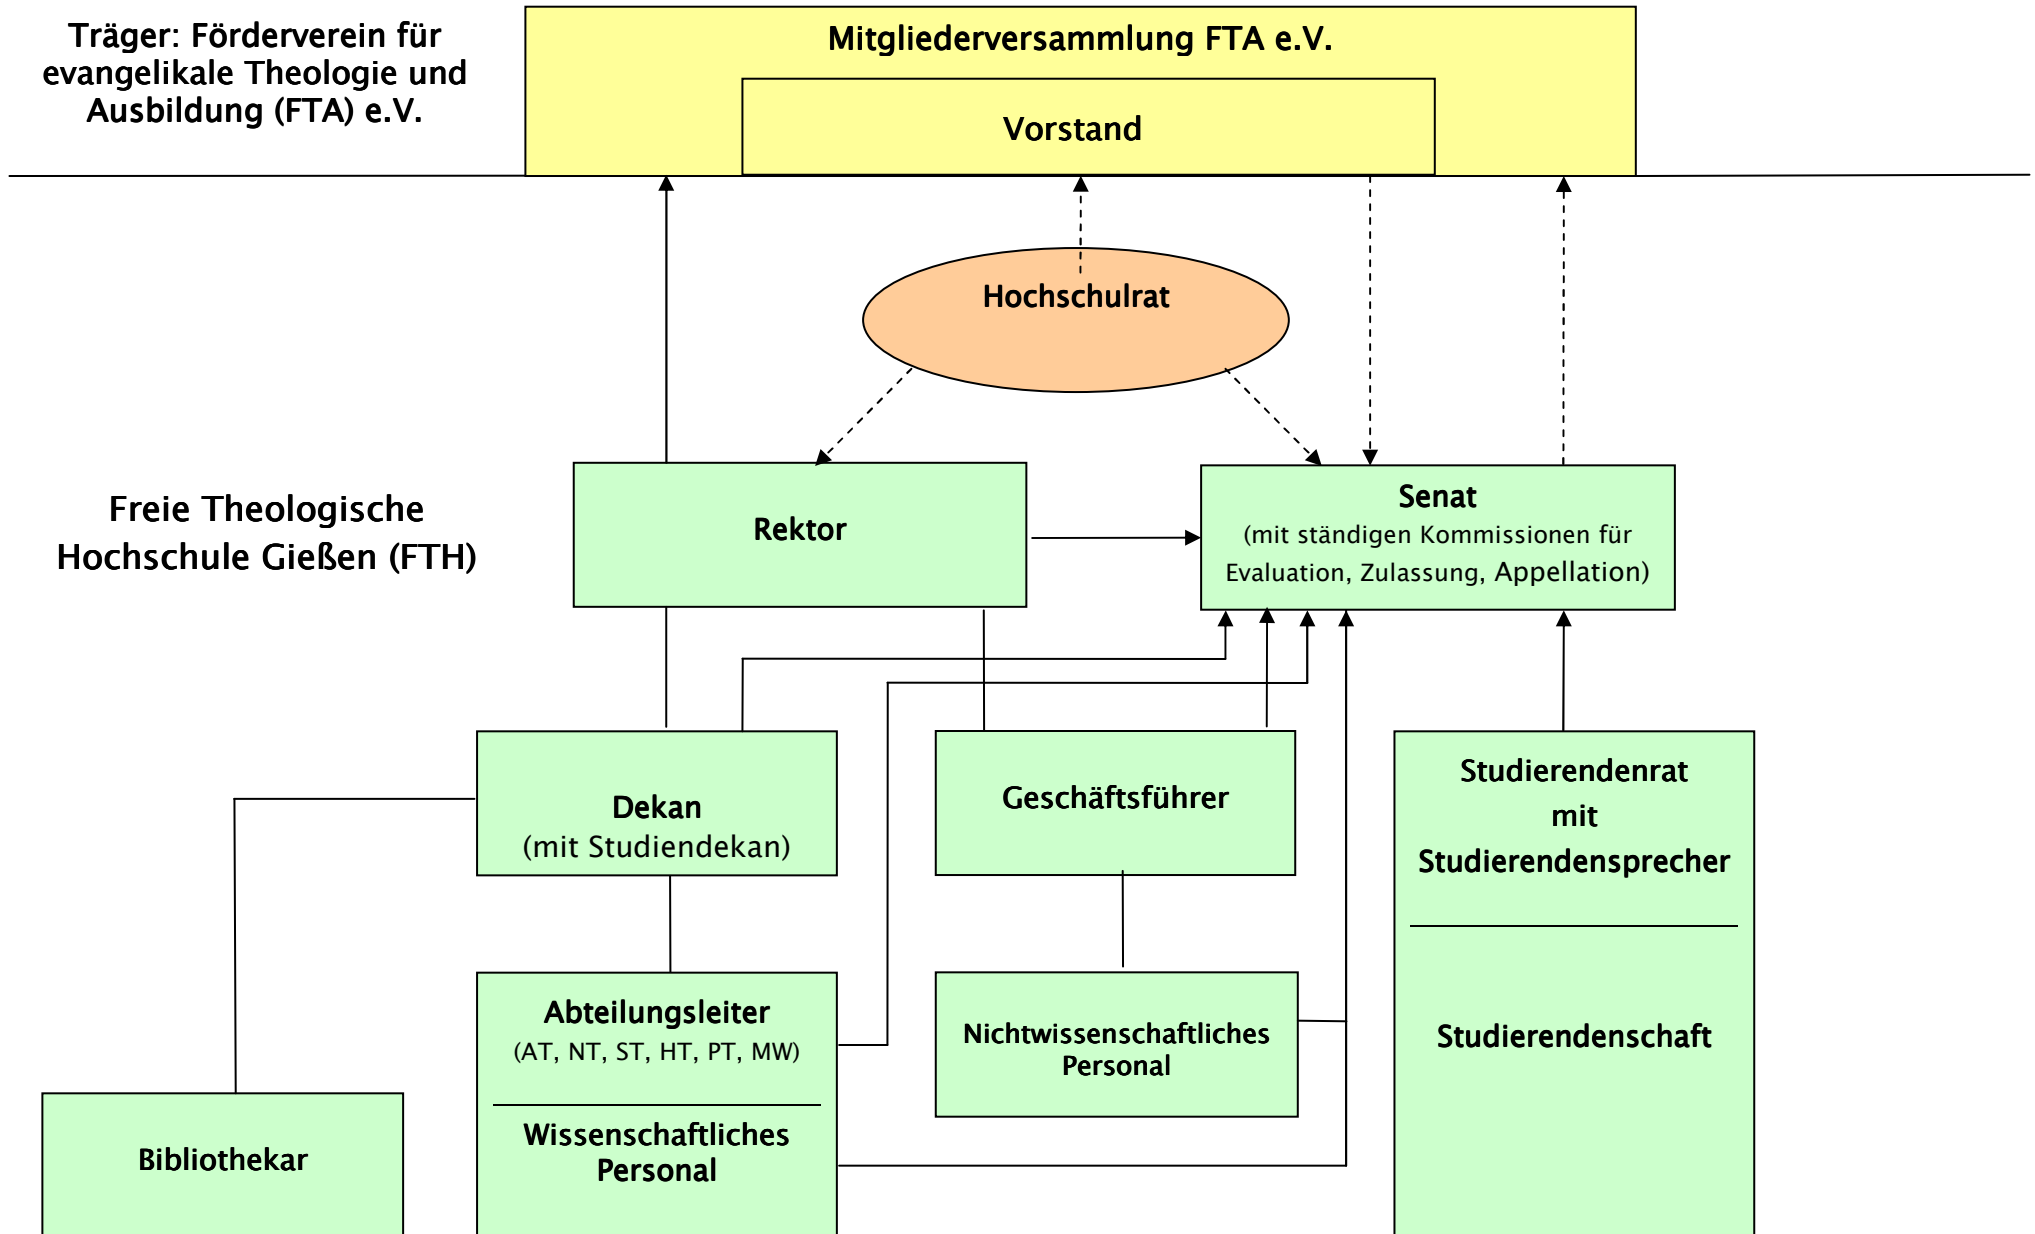 Träger: Förderverein für
evangelikale Theologie und
Ausbildung (FTA) e.V.
Mitgliederversammlung FTA e.V.
Vorstand
Hochschulrat
Freie Theologische
Hochschule Gießen (FTH)
Rektor
Senat
(mit ständigen Kommissionen für
Evaluation, Zulassung, Appellation)
Dekan
(mit Studiendekan)
Geschäftsführer
Studierendenrat
mit
Studierendensprecher
Abteilungsleiter
(AT, NT, ST, HT, PT, MW)
Wissenschaftliches
Personal
Nichtwissenschaftliches
Personal
Studierendenschaft
Bibliothekar